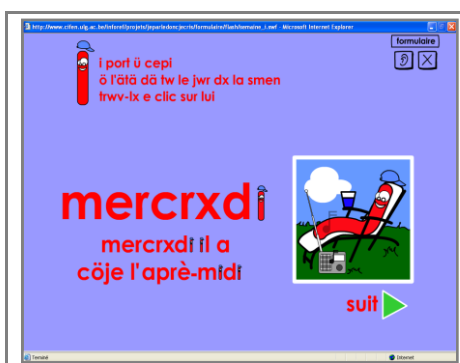 http://www.cifen.ulg.ac.be/inforef/projets/jeparledoncjecris/formulaire/flash/semaine_i.swf - Microsoft Internet Explorer
formulaire
i port ü cepi
ö l'ätä dä tw le jwr dx la smen
trwv-lx e clic sur lui
mercrxdi
mercrxdi il a
cöje l'aprè-midi
suit
Terminé
Internet